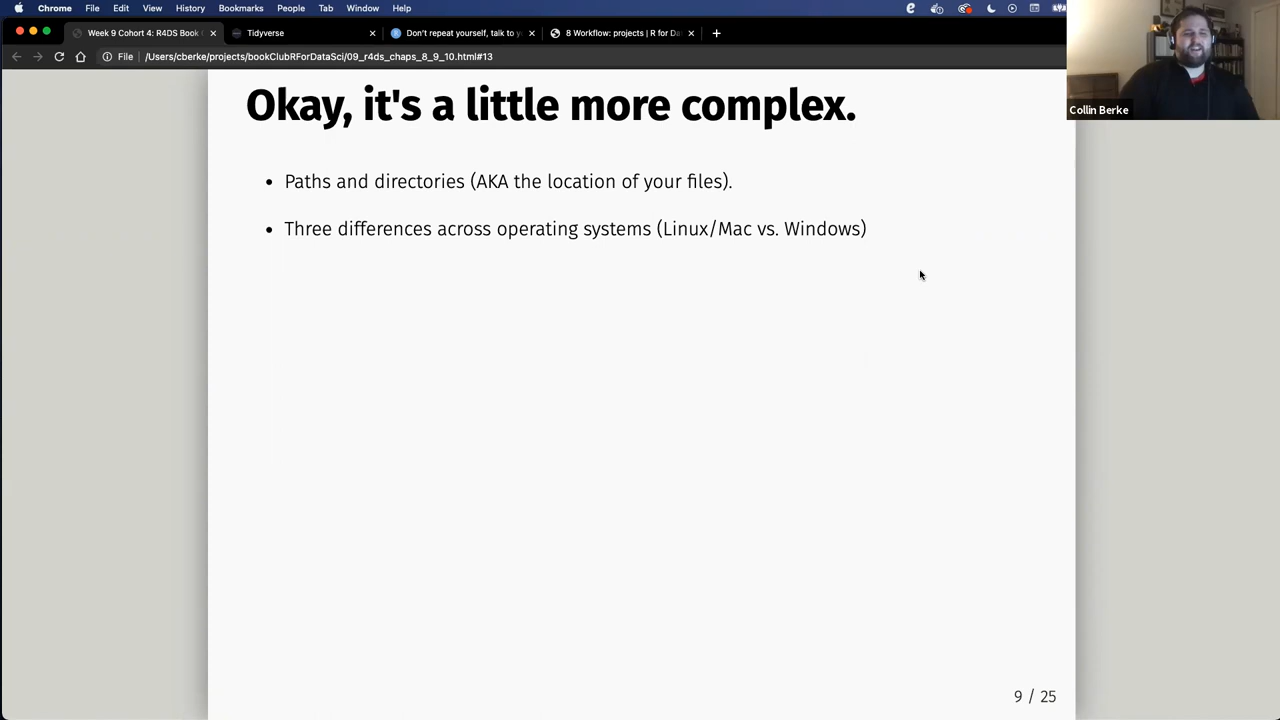 Chrome File Edit View History Bookmarks People Tab Window Help
Week 9 Cohort 4: R4DS Book
Tidyverse
Don't repeat yourself, talk to y
8 Workflow: projects | R for Da
File /Users/cberke/projects/bookClubRForDataSci/09_r4ds_chaps_8_9_10.html#13
Collin Berke
Okay, it's a little more complex.
• Paths and directories (AKA the location of your files).
• Three differences across operating systems (Linux/Mac vs. Windows)
9 / 25